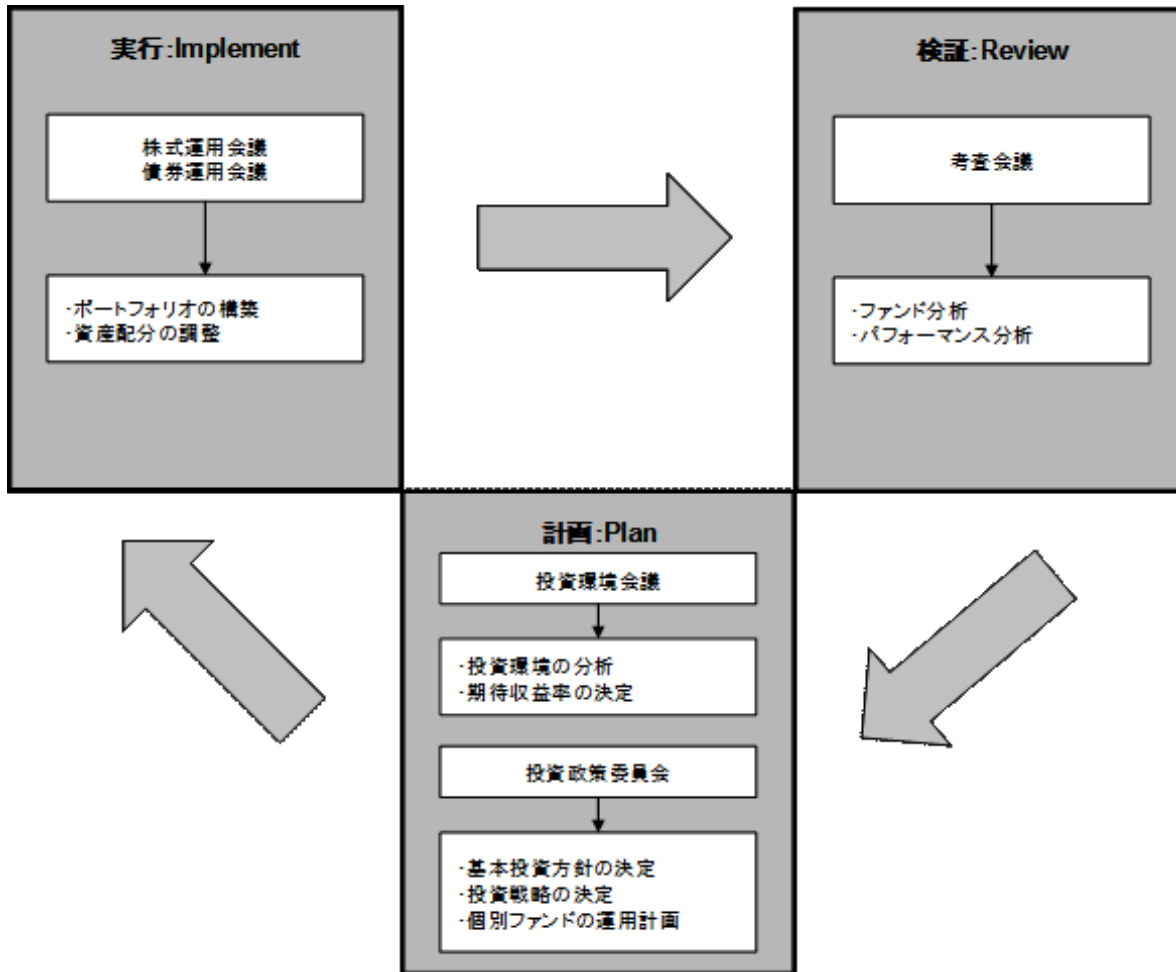 実行:Implement
株式運用会議
債券運用会議
・ポートフォリオの構築
・資産配分の調整
検証:Review
考査会議
・ファンド分析
・パフォーマンス分析
計画:Plan
投資環境会議
・投資環境の分析
・期待収益率の決定
投資政策委員会
・基本投資方針の決定
・投資戦略の決定
・個別ファンドの運用計画